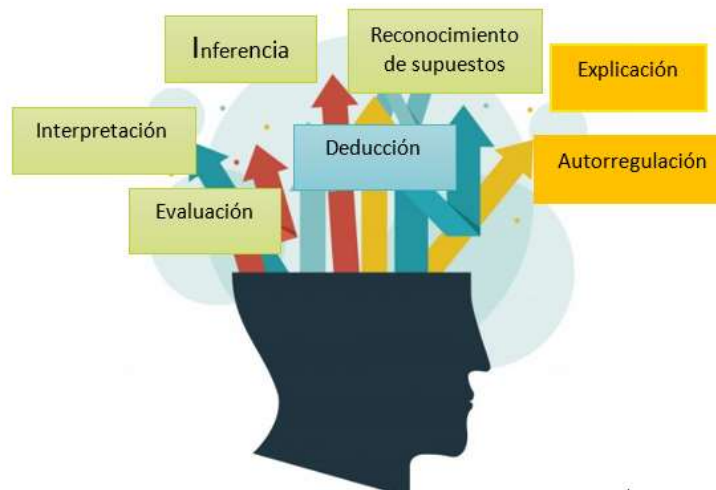 Inferencia
Reconocimiento
de supuestos
Explicación
Interpretación
Deducción
Autorregulación
Evaluación